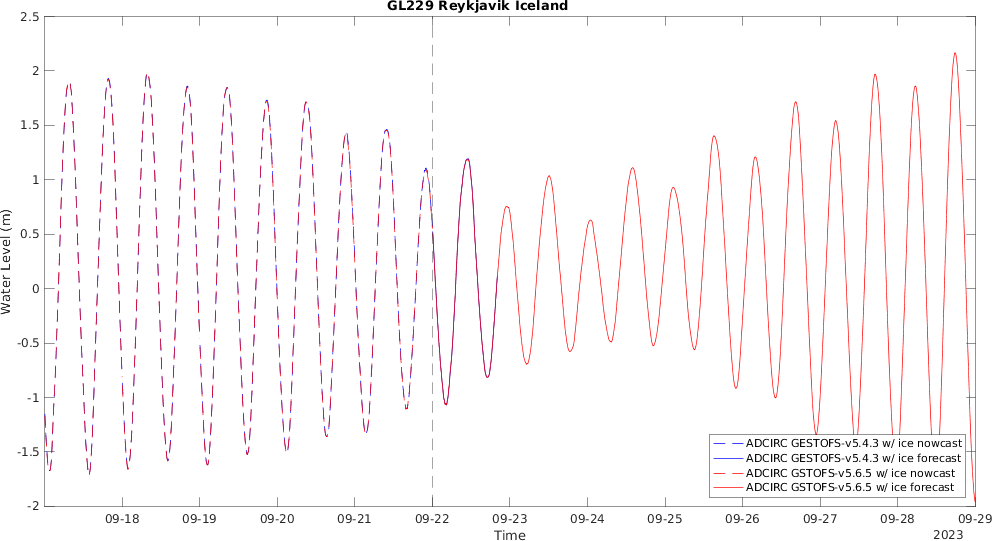 GL229 Reykjavik Iceland
2.5
2
1.5
1
0.5
0
-0.5
-1
-1.5
-2
Water Level (m)
ADCIRC GESTOFS-v5.4.3 w/ ice nowcast
ADCIRC GESTOFS-v5.4.3 w/ ice forecast
ADCIRC GSTOFS-v5.6.5 w/ ice nowcast
ADCIRC GSTOFS-v5.6.5 w/ ice forecast
09-18 09-19 09-20 09-21 09-22 09-23 09-24 09-25 09-26 09-27 09-28 09-29
Time
2023